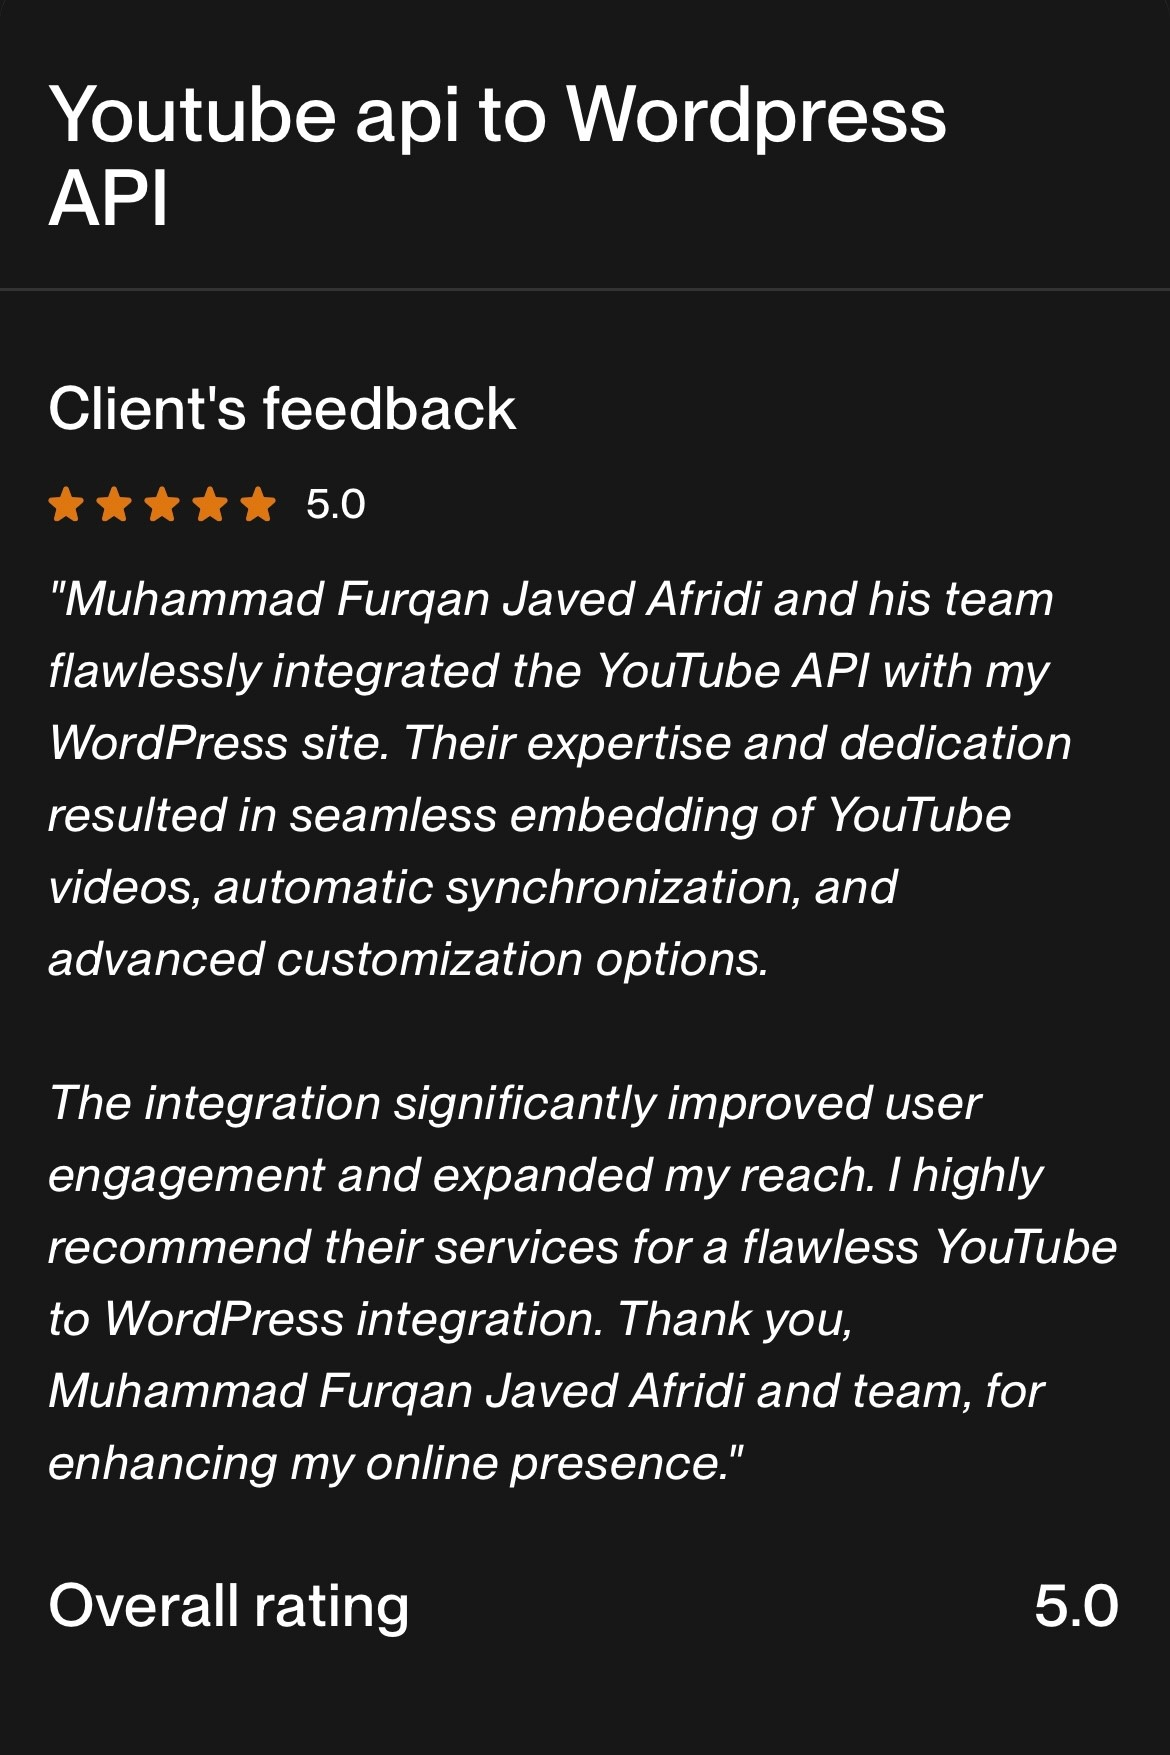 Youtube api to Wordpress
API
Client's feedback
5.0
"Muhammad Furqan Javed Afridi and his team
flawlessly integrated the YouTube API with my
WordPress site. Their expertise and dedication
resulted in seamless embedding of YouTube
videos, automatic synchronization, and
advanced customization options.
The integration significantly improved user
engagement and expanded my reach. I highly
recommend their services for a flawless YouTube
to WordPress integration. Thank you,
Muhammad Furqan Javed Afridi and team, for
enhancing my online presence."
Overall rating 5.0